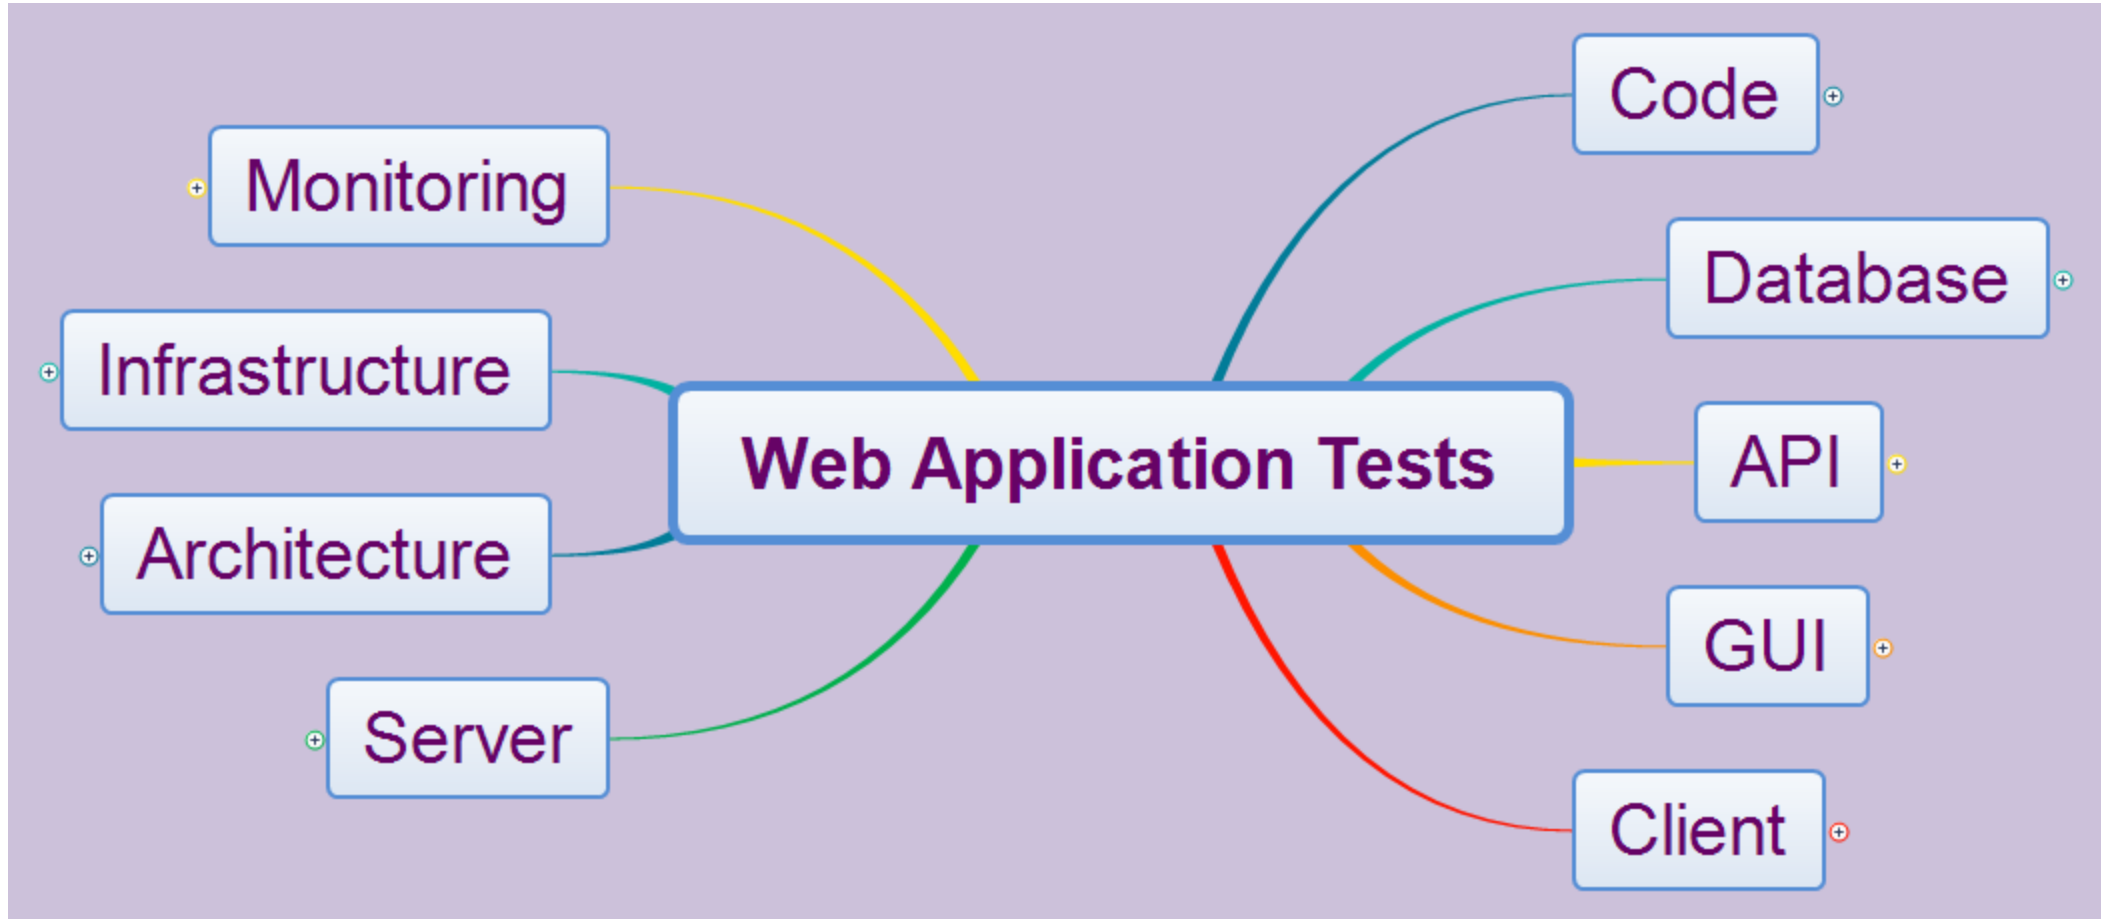 Code
Monitoring
Database
Infrastructure
Web Application Tests
API
Architecture
GUI
Server
Client